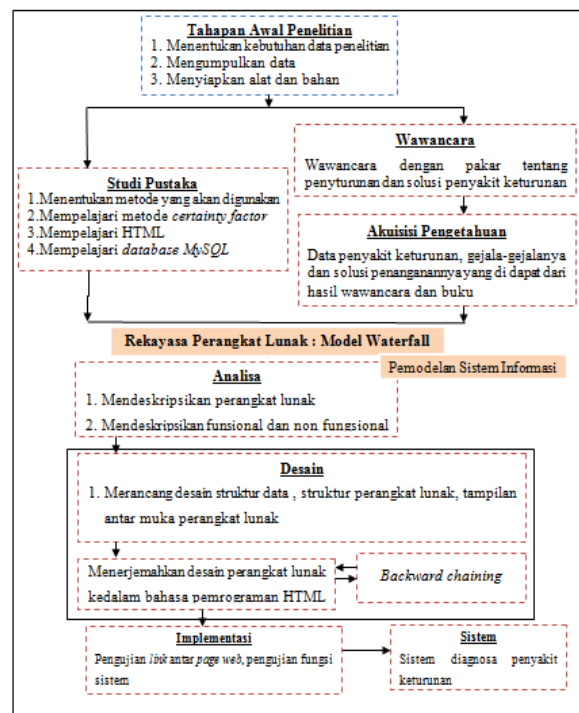 Tahapan Awal Penelitian
1. Menentukan kebutuhan data penelitian
2. Mengumpulkan data
3. Menyiapkan alat dan bahan
Wawancara
Wawancara dengan pakar tentang
penyturunan dan solusi penyakit keturunan
Studi Pustaka
1.Menentukan metode yang akan digunakan
2.Mempelajari metode certainty factor
3.Mempelajari HTML
4.Mempelajari database MySQL
Akuisisi Pengetahuan
Data penyakit keturunan, gejala-gejalanya
dan solusi penanganannya yang di dapat dari
hasil wawancara dan buku
Rekayasa Perangkat Lunak : Model Waterfall
Pemodelan Sistem Informasi
Analisa
1. Mendeskripsikan perangkat lunak
2. Mendeskripsikan funsional dan non fungsional
Desain
1. Merancang desain struktur data , struktur perangkat lunak, tampilan
antar muka perangkat lunak
Menerjemahkan desain perangkat lunak
kedalam bahasa pemrograman HTML
Backward chaining
Implementasi
Pengujian link antar page web, pengujian fungsi
sistem
Sistem
Sistem diagnosa penyakit
keturunan